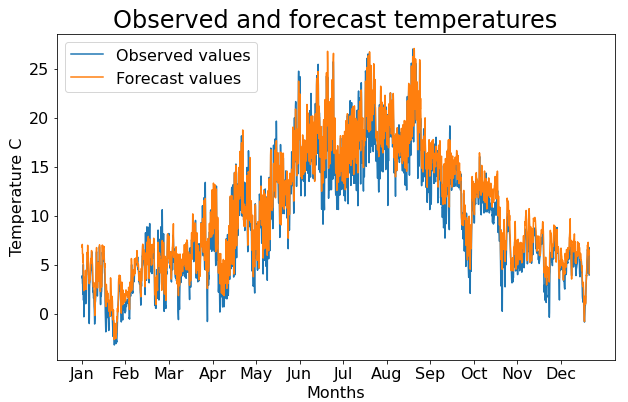 Observed and forecast temperatures
Observed values
Forecast values
Temperature C
25
20
15
10
5
0
Jan Feb Mar Apr May Jun Jul Aug Sep Oct Nov Dec
Months